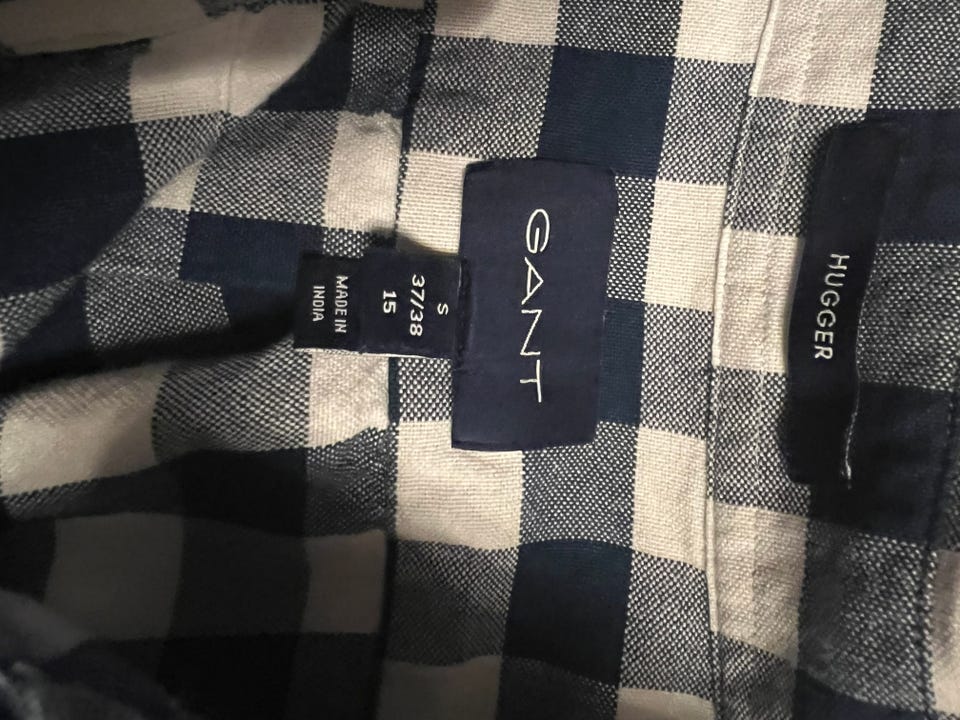 HUGGER
GANT
S
37/38
15
MADE IN
INDIA